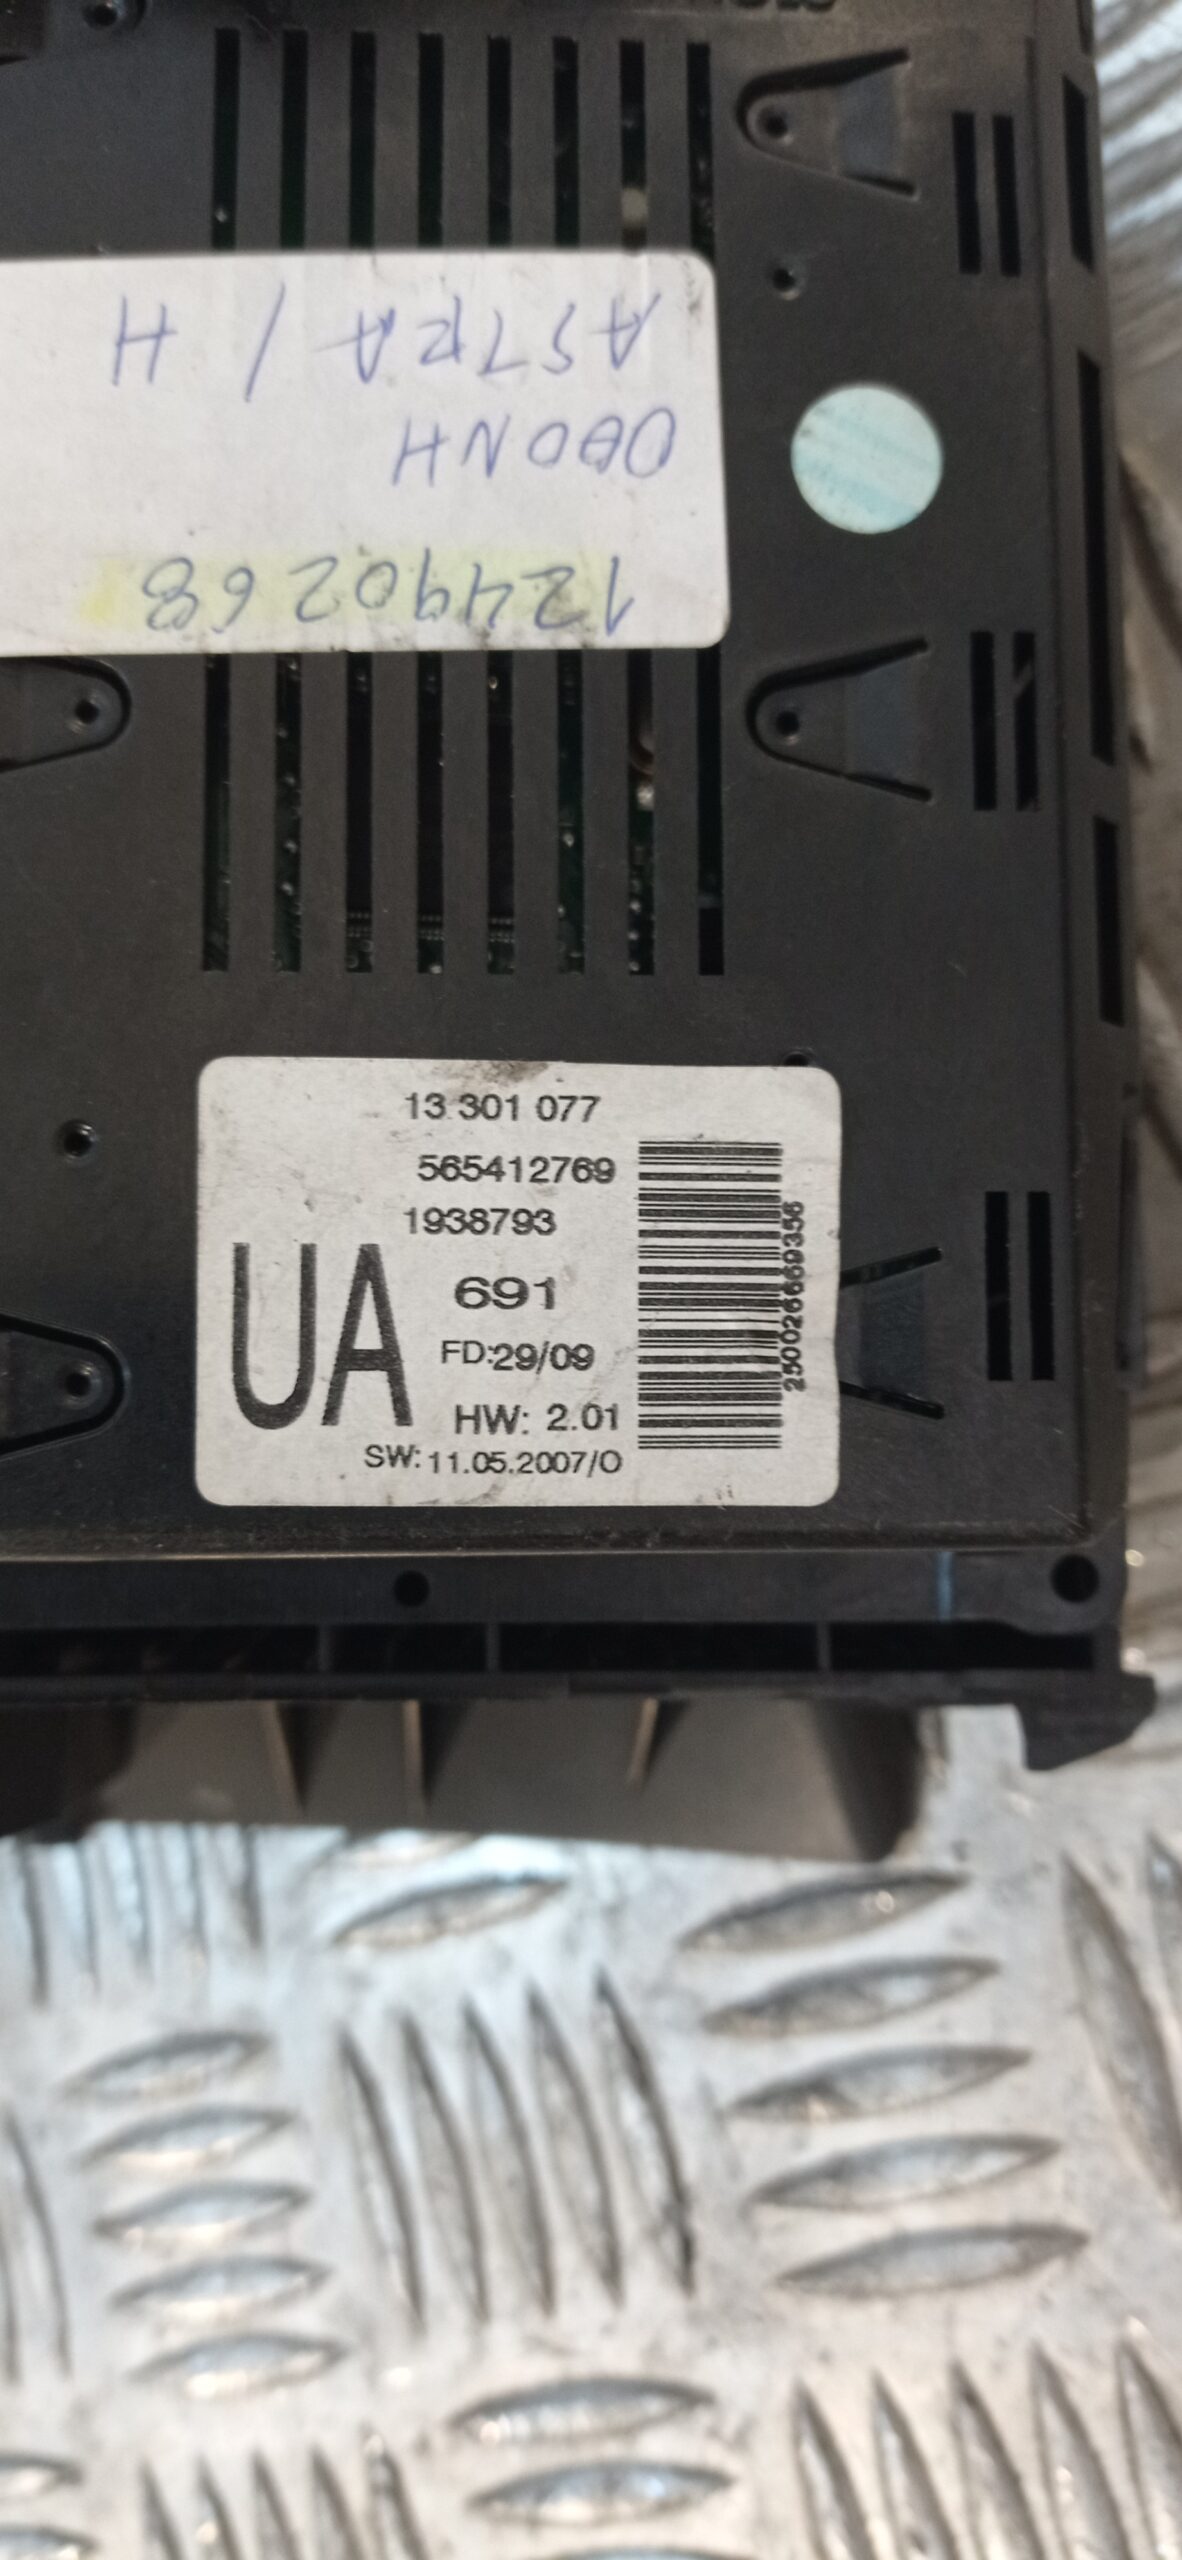 ASTRA / H
12490268
13 301 077
565412769
1938793
UA
691
FD:29/09
HW: 2.01
SW: 11.05.2007/O
250026669356